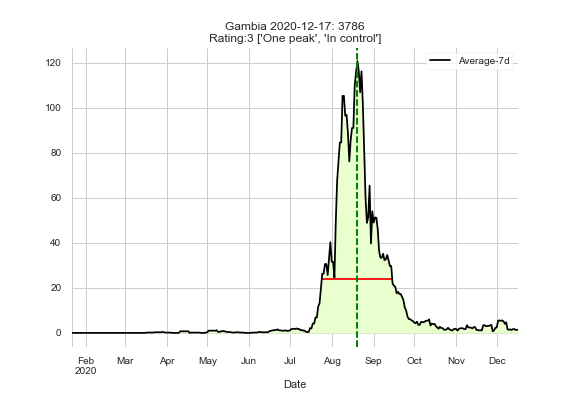 Gambia 2020-12-17: 3786
Rating:3 ['One peak', 'In control']
Average-7d
120
100
80
60
40
20
0
Feb Mar Apr May Jun Jul Aug Sep Oct Nov Dec
2020
Date